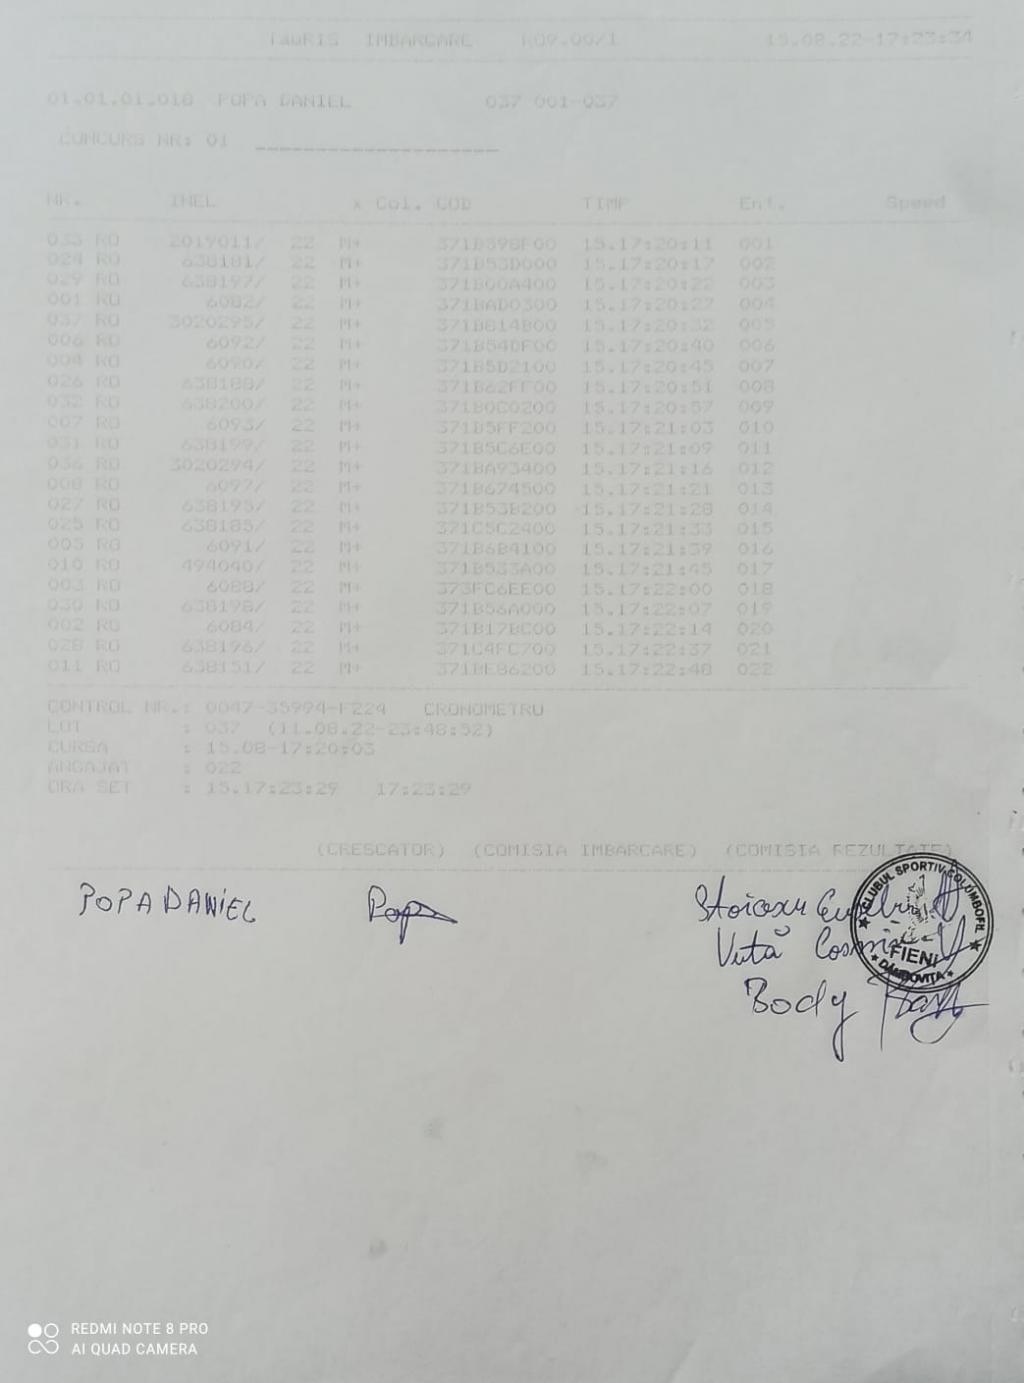 TauRIS IMBARCARE RO9.00/1 15.08.22-17:23:34
01.01.01.018 POPA DANIEL 037 001-037
CONCURS NR: 01 ____________________
NR. INEL x Col. COD TIMP Enf. Speed
033 RO 2019011/ 22 M+ 371B398F00 15.17:20:11 001
024 RO 638181/ 22 M+ 371B53D000 15.17:20:17 002
029 RO 638197/ 22 M+ 371B00A400 15.17:20:22 003
001 RO 6082/ 22 M+ 371BAD0300 15.17:20:27 004
037 RO 3020295/ 22 M+ 371B814B00 15.17:20:32 005
006 RO 6092/ 22 M+ 371B54DF00 15.17:20:40 006
004 RO 6090/ 22 M+ 371B5D2100 15.17:20:45 007
026 RO 638188/ 22 M+ 371B62FF00 15.17:20:51 008
032 RO 638200/ 22 M+ 371B0C0200 15.17:20:57 009
007 RO 6093/ 22 M+ 371B5FF200 15.17:21:03 010
031 RO 638199/ 22 M+ 371B5C6E00 15.17:21:09 011
036 RO 3020294/ 22 M+ 371BA93400 15.17:21:16 012
008 RO 6097/ 22 M+ 371B674500 15.17:21:21 013
027 RO 638195/ 22 M+ 371B53B200 15.17:21:28 014
025 RO 638185/ 22 M+ 371C5C2400 15.17:21:33 015
005 RO 6091/ 22 M+ 371B6B4100 15.17:21:39 016
010 RO 494040/ 22 M+ 371B533A00 15.17:21:45 017
003 RO 6088/ 22 M+ 373FC6EE00 15.17:22:00 018
030 RO 638198/ 22 M+ 371B56A000 15.17:22:07 019
002 RO 6084/ 22 M+ 371B17BC00 15.17:22:14 020
028 RO 638196/ 22 M+ 371C4FC700 15.17:22:37 021
011 RO 638151/ 22 M+ 371BE86200 15.17:22:48 022
CONTROL NR.: 0047-35994-F224 CRONOMETRU
LOT : 037 (11.08.22-23:48:52)
CURSA : 15.08-17:20:03
ANGAJAT : 022
ORA SET : 15.17:23:29 17:23:29
(CRESCATOR) (COMISIA IMBARCARE) (COMISIA REZULTATE)
POPA DANIEL Popa
CLUBUL SPORTIV COLUMBOFIL
Vută Cosmin
FIENI
DAMBOVIȚA
Body
REDMI NOTE 8 PRO
AI QUAD CAMERA